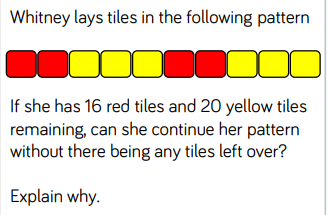 Whitney lays tiles in the following pattern
If she has 16 red tiles and 20 yellow tiles
remaining, can she continue her pattern
without there being any tiles left over?
Explain why.